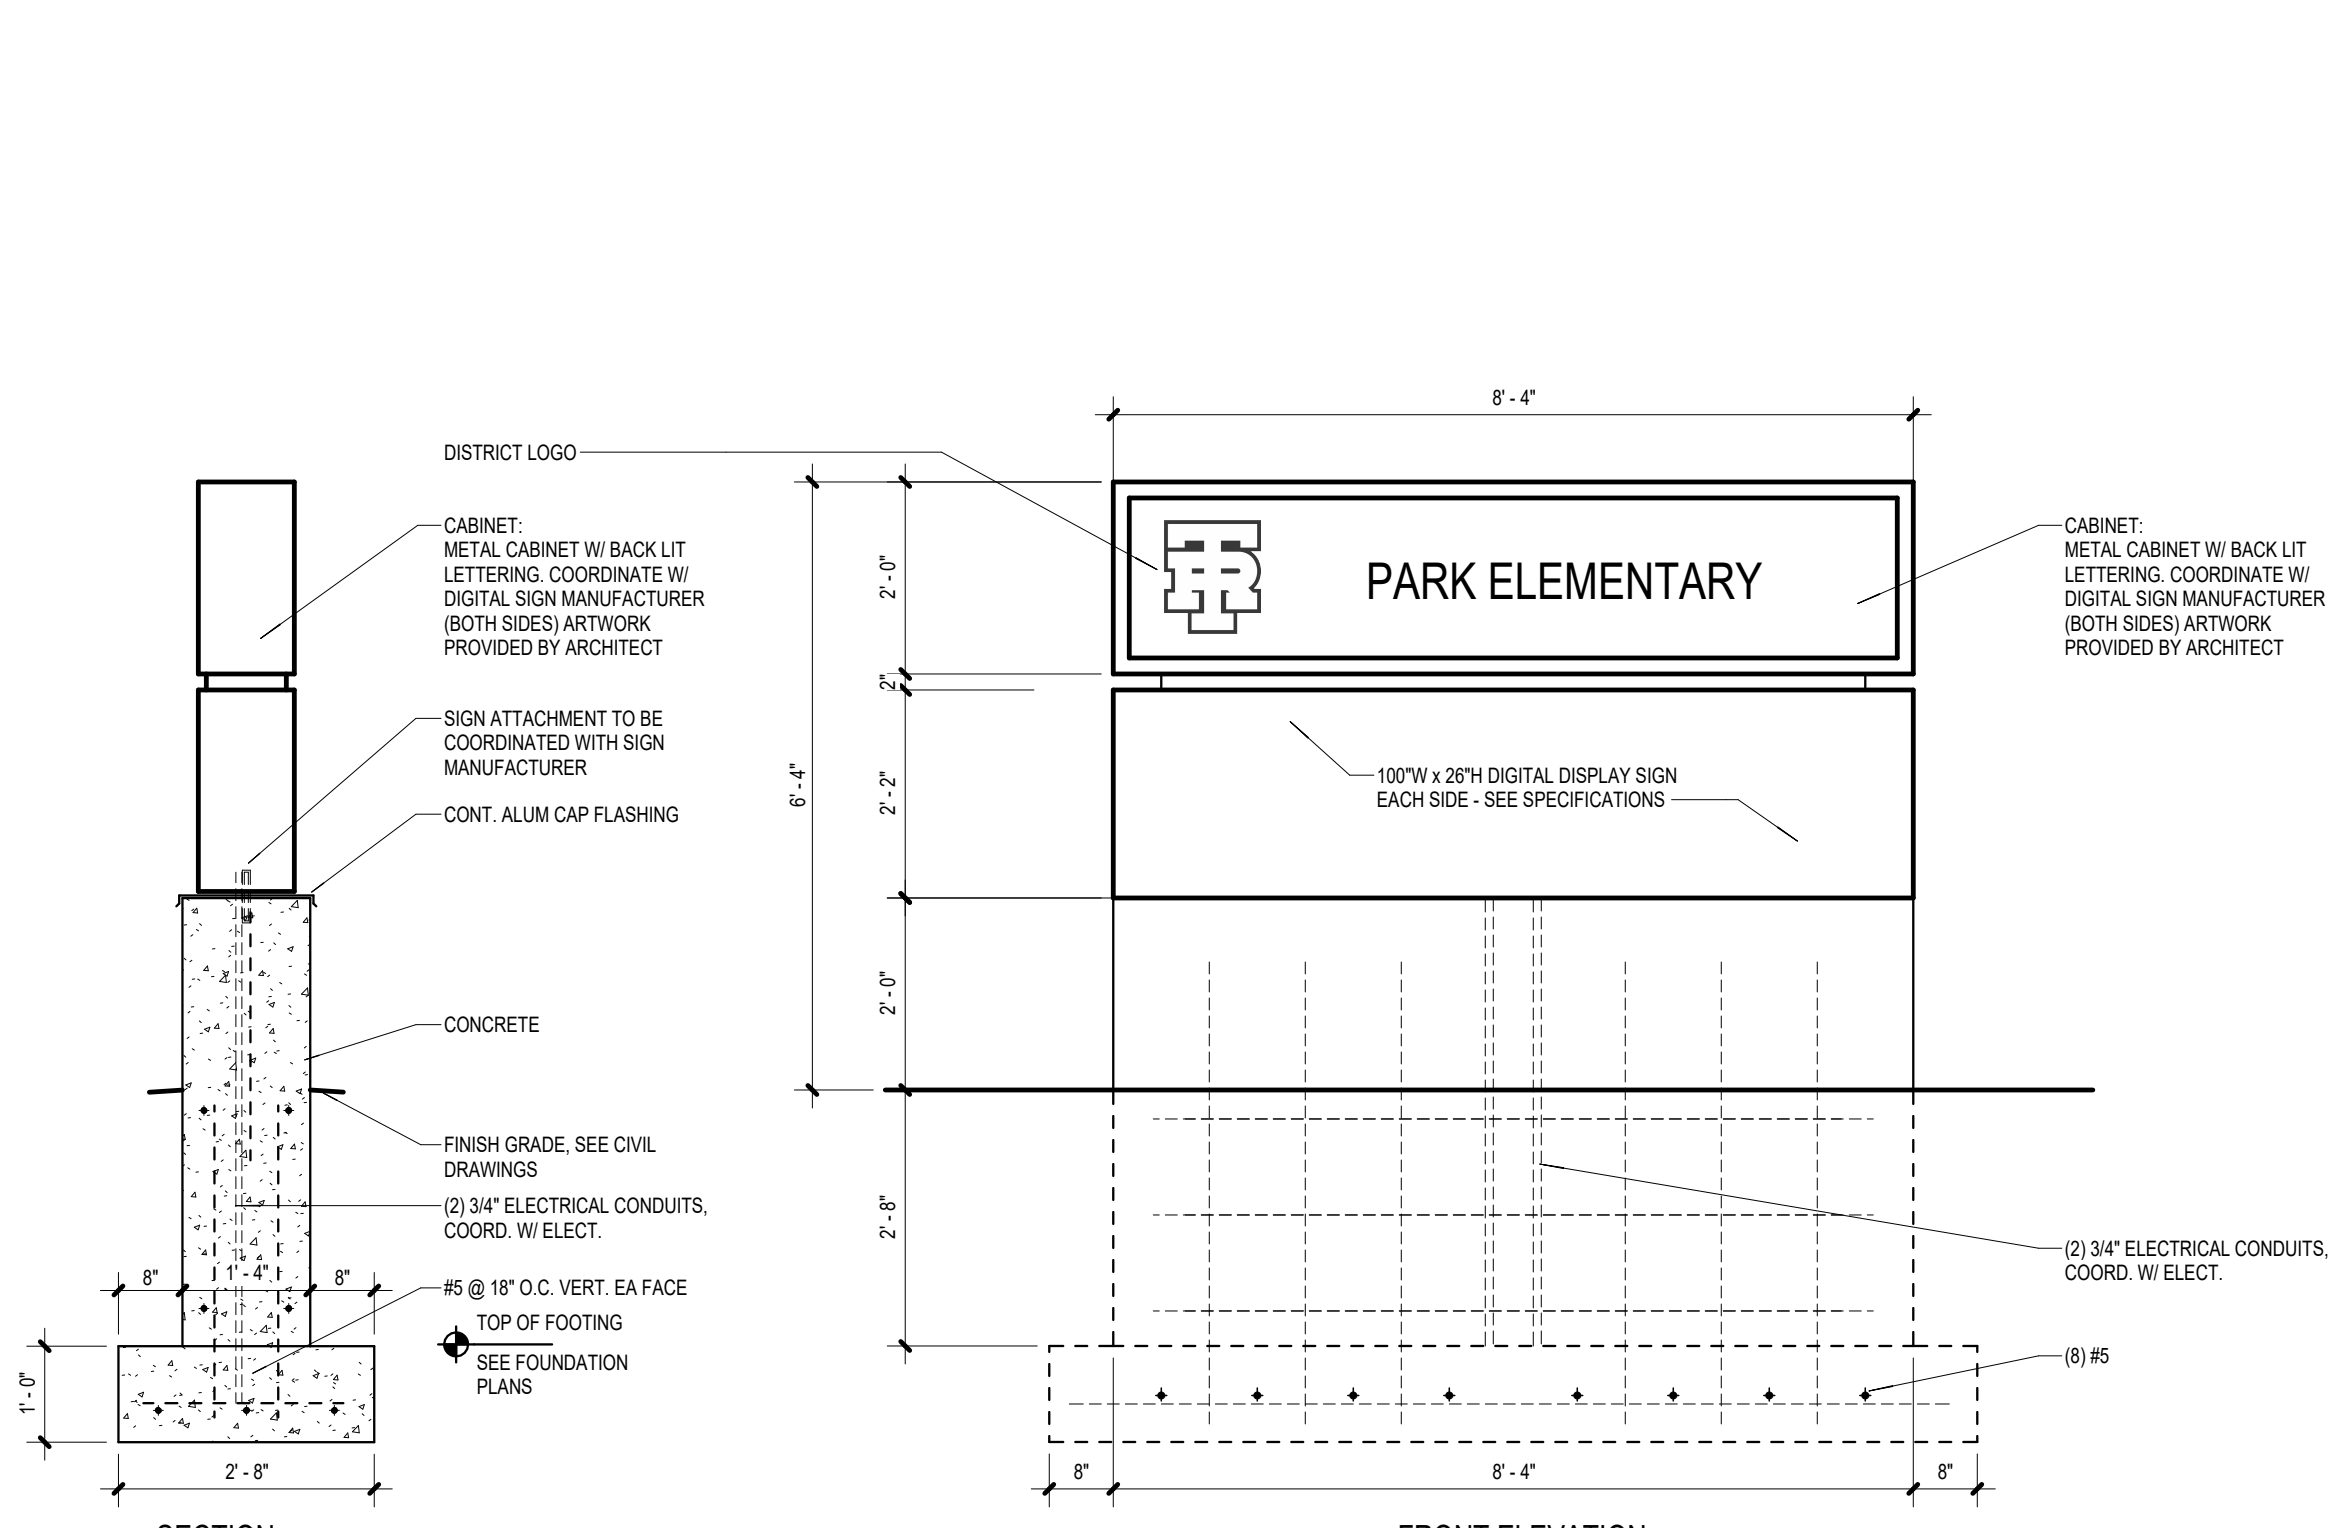 8' - 4"
DISTRICT LOGO
CABINET:
METAL CABINET W/ BACK LIT
LETTERING. COORDINATE W/
DIGITAL SIGN MANUFACTURER
(BOTH SIDES) ARTWORK
PROVIDED BY ARCHITECT
SIGN ATTACHMENT TO BE
COORDINATED WITH SIGN
MANUFACTURER
CONT. ALUM CAP FLASHING
CONCRETE
FINISH GRADE, SEE CIVIL
DRAWINGS
(2) 3/4" ELECTRICAL CONDUITS,
COORD. W/ ELECT.
8"
1' - 4"
8"
#5 @ 18" O.C. VERT. EA FACE
TOP OF FOOTING
SEE FOUNDATION
PLANS
1' - 0"
2' - 8"
SECTION
6' - 4"
2' - 0"
2"
2' - 2"
2' - 0"
2' - 8"
TR
PARK ELEMENTARY
100"W x 26"H DIGITAL DISPLAY SIGN
EACH SIDE - SEE SPECIFICATIONS
CABINET:
METAL CABINET W/ BACK LIT
LETTERING. COORDINATE W/
DIGITAL SIGN MANUFACTURER
(BOTH SIDES) ARTWORK
PROVIDED BY ARCHITECT
(2) 3/4" ELECTRICAL CONDUITS,
COORD. W/ ELECT.
(8) #5
8"
8' - 4"
8"
FRONT ELEVATION